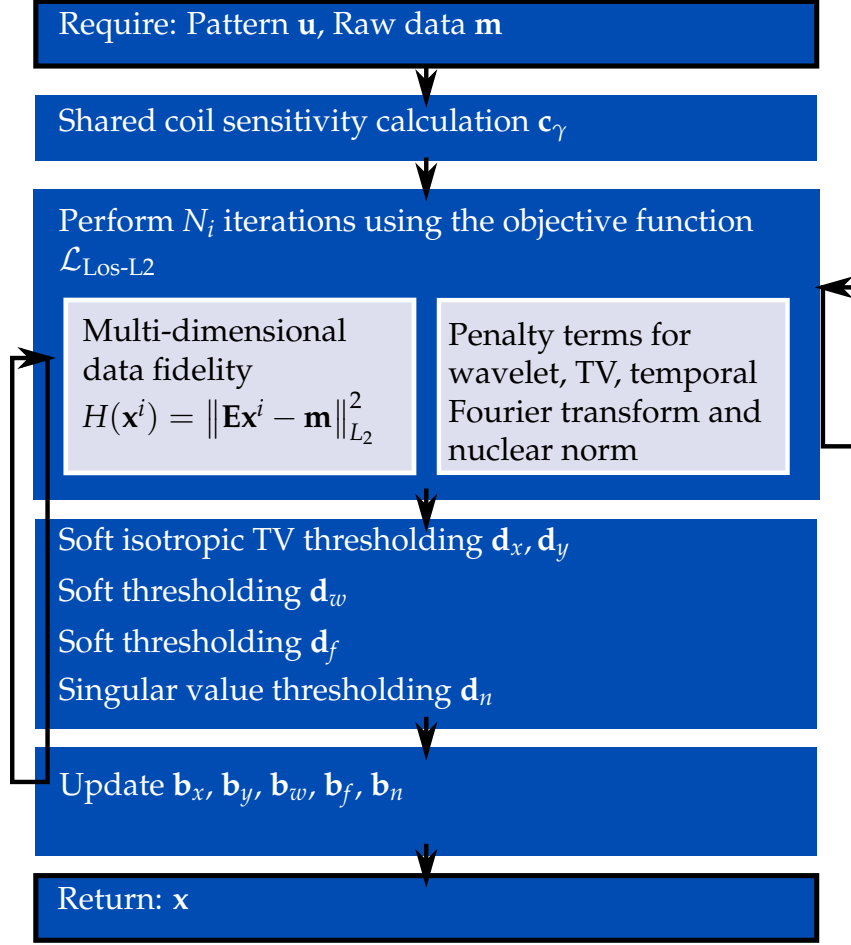 Require: Pattern u, Raw data m
Shared coil sensitivity calculation c_γ
Perform N_i iterations using the objective function
ℒ_Los-L2
Multi-dimensional
data fidelity
H(x^i) = ‖Ex^i − m‖^2_{L_2}
Penalty terms for
wavelet, TV, temporal
Fourier transform and
nuclear norm
Soft isotropic TV thresholding d_x, d_y
Soft thresholding d_w
Soft thresholding d_f
Singular value thresholding d_n
Update b_x, b_y, b_w, b_f, b_n
Return: x